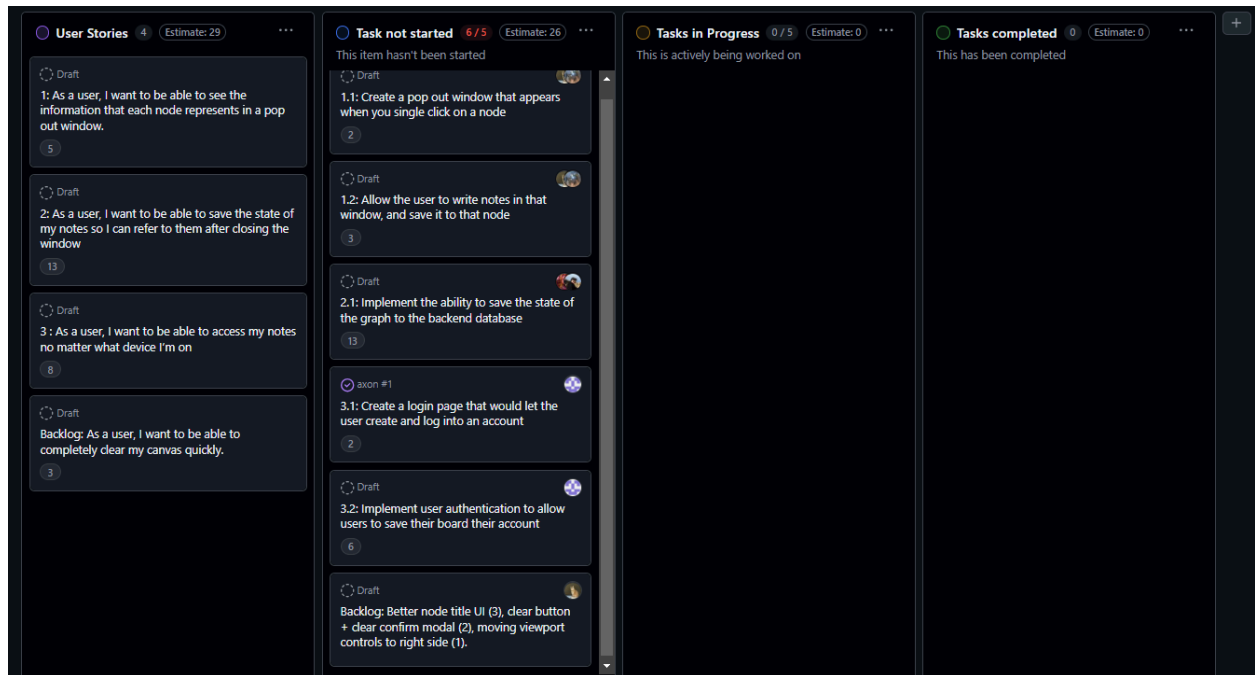 User Stories 4 Estimate: 29 ...
Draft
1: As a user, I want to be able to see the
information that each node represents in a pop
out window.
5
Draft
2: As a user, I want to be able to save the state of
my notes so I can refer to them after closing the
window
13
Draft
3 : As a user, I want to be able to access my notes
no matter what device I'm on
8
Draft
Backlog: As a user, I want to be able to
completely clear my canvas quickly.
3
Task not started 6 / 5 Estimate: 26 ...
This item hasn't been started
Draft
1.1: Create a pop out window that appears
when you single click on a node
2
Draft
1.2: Allow the user to write notes in that
window, and save it to that node
3
Draft
2.1: Implement the ability to save the state of
the graph to the backend database
13
axon #1
3.1: Create a login page that would let the
user create and log into an account
2
Draft
3.2: Implement user authentication to allow
users to save their board their account
6
Draft
Backlog: Better node title UI (3), clear button
+ clear confirm modal (2), moving viewport
controls to right side (1).
Tasks in Progress 0 / 5 Estimate: 0 ...
This is actively being worked on
Tasks completed 0 Estimate: 0 ...
This has been completed
+